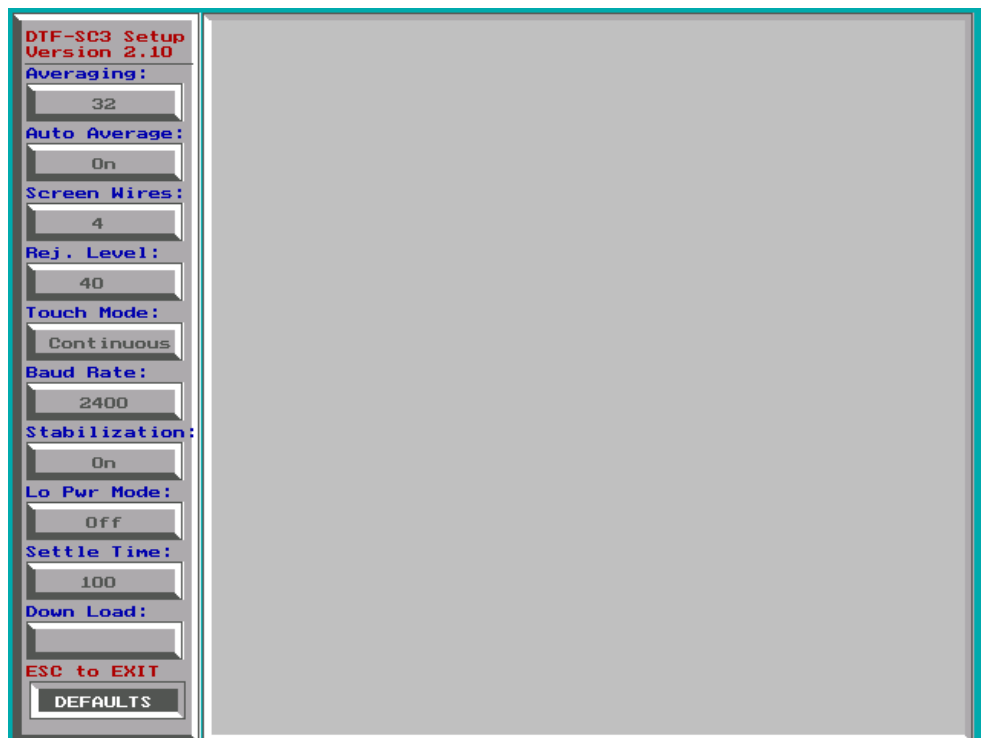 DTF-SC3 Setup
Version 2.10
Averaging:
32
Auto Average:
On
Screen Wires:
4
Rej. Level:
40
Touch Mode:
Continuous
Baud Rate:
2400
Stabilization:
On
Lo Pwr Mode:
Off
Settle Time:
100
Down Load:
ESC to EXIT
DEFAULTS